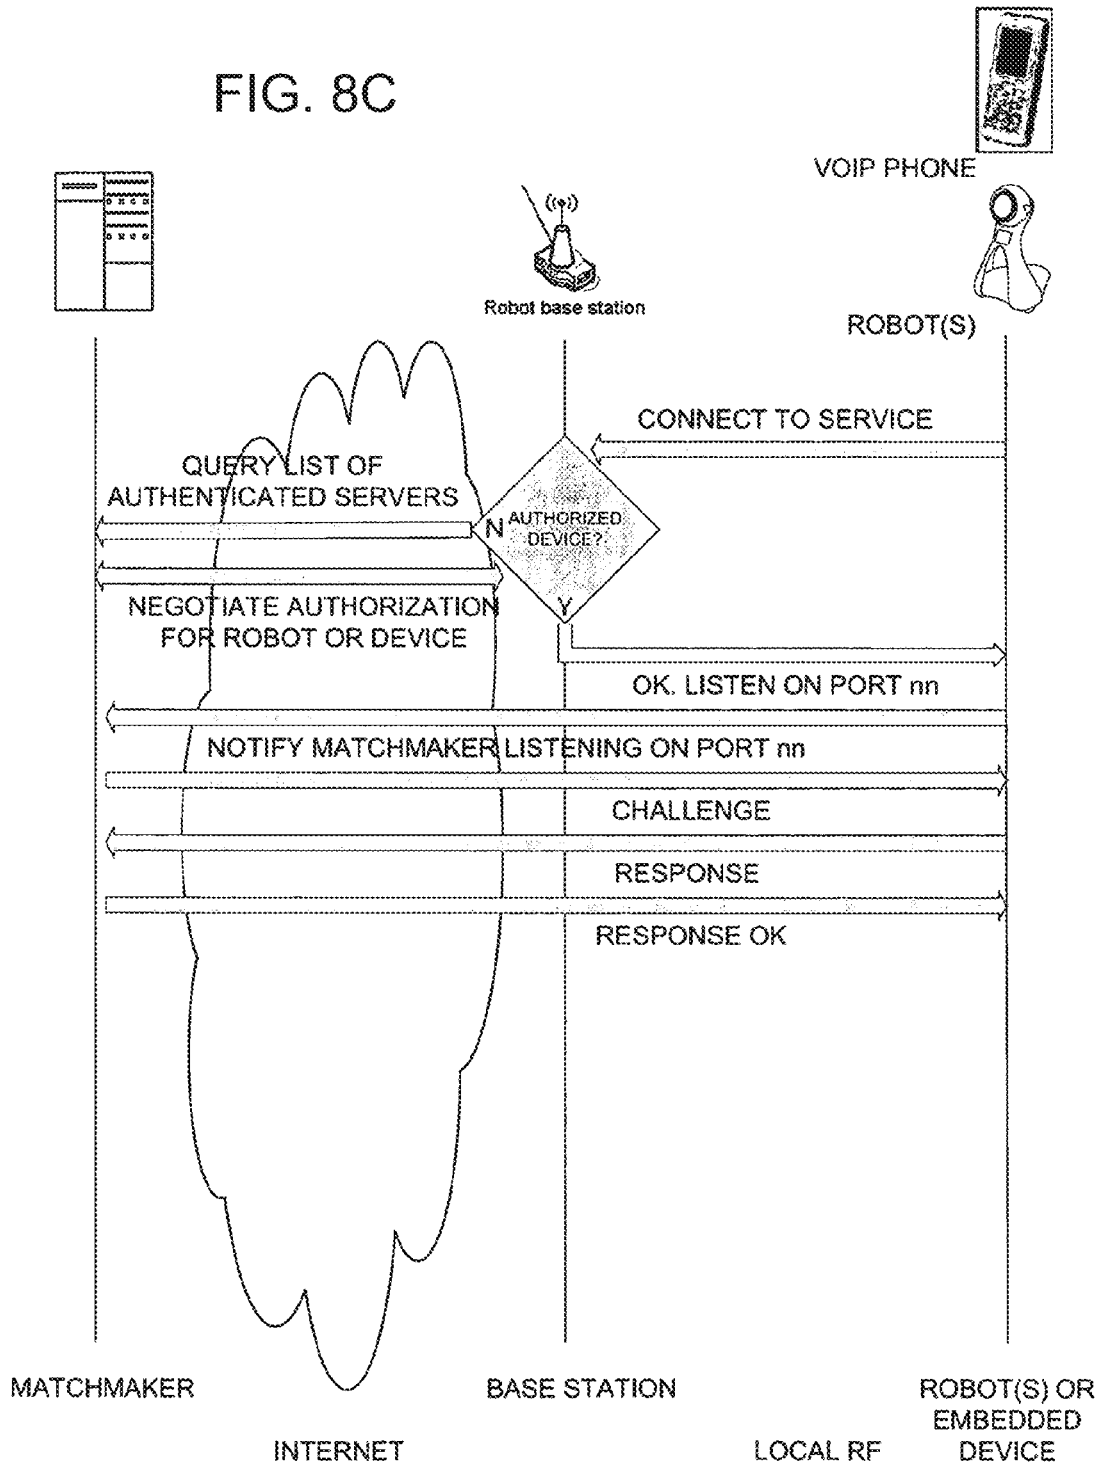 FIG. 8C
VOIP PHONE
Robot base station
ROBOT(S)
CONNECT TO SERVICE
QUERY LIST OF
AUTHENTICATED SERVERS
N
AUTHORIZED
DEVICE?
NEGOTIATE AUTHORIZATION
FOR ROBOT OR DEVICE
Y
OK. LISTEN ON PORT nn
NOTIFY MATCHMAKER LISTENING ON PORT nn
CHALLENGE
RESPONSE
RESPONSE OK
MATCHMAKER
BASE STATION
ROBOT(S) OR
EMBEDDED
DEVICE
INTERNET
LOCAL RF